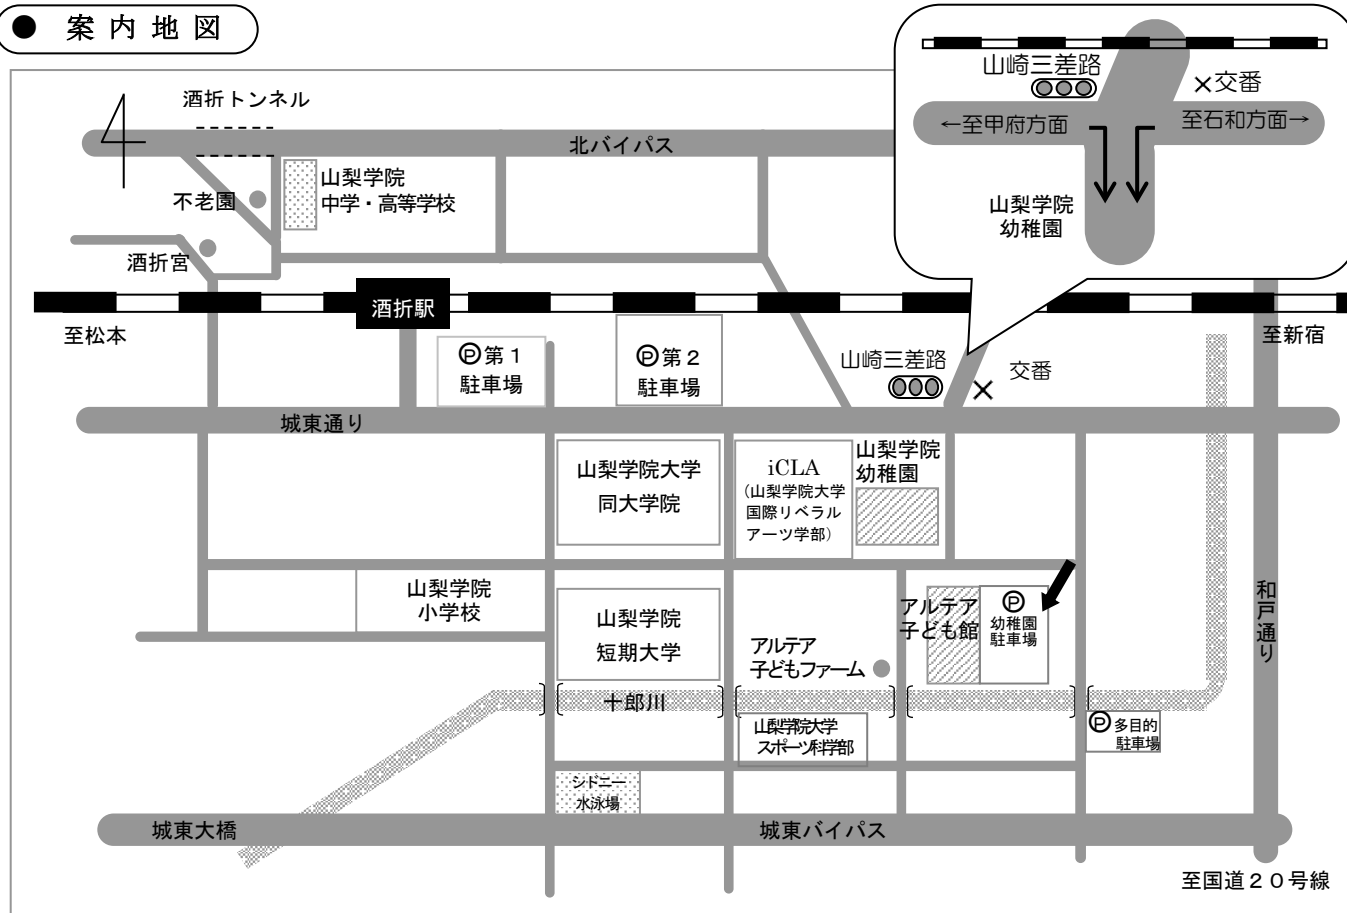 ● 案内地図
山崎三差路
×交番
←至甲府方面
至石和方面→
山梨学院
幼稚園
酒折トンネル
北バイパス
山梨学院
中学・高等学校
不老園
酒折宮
酒折駅
至松本
至新宿
Ⓟ第１
駐車場
Ⓟ第２
駐車場
山崎三差路
交番
城東通り
山梨学院大学
同大学院
iCLA
（山梨学院大学
国際リベラル
アーツ学部）
山梨学院
幼稚園
山梨学院
小学校
山梨学院
短期大学
アルテア
子どもファーム
アルテア
子ども館
Ⓟ
幼稚園
駐車場
和戸通り
十郎川
山梨学院大学
スポーツ科学部
Ⓟ多目的
駐車場
シドニー
水泳場
城東大橋
城東バイパス
至国道２０号線